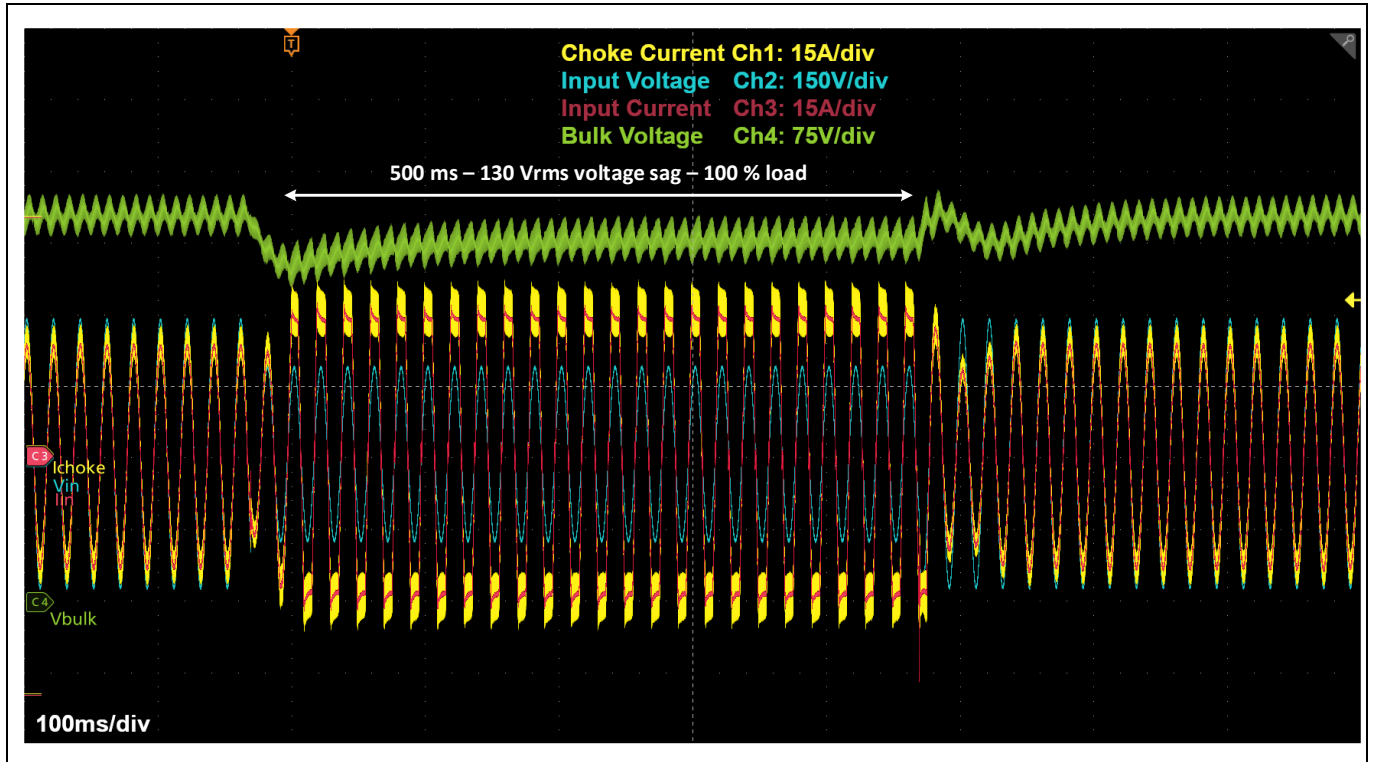 T
Choke Current Ch1: 15A/div
Input Voltage Ch2: 150V/div
Input Current Ch3: 15A/div
Bulk Voltage Ch4: 75V/div
500 ms – 130 Vrms voltage sag – 100 % load
C3
Ichoke
Vin
Iin
C4
Vbulk
100ms/div